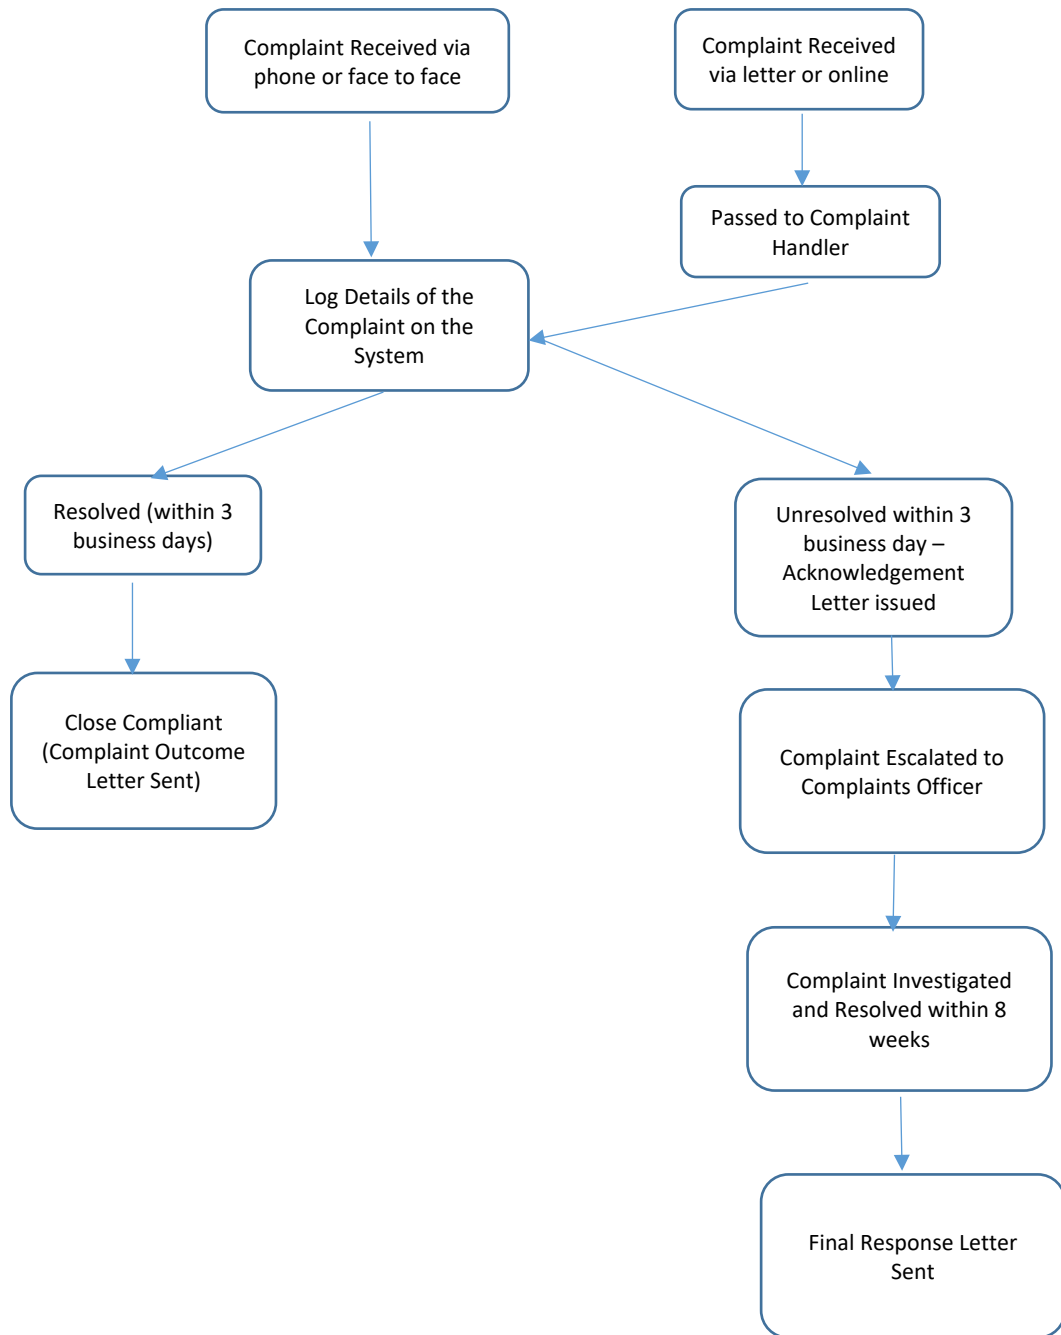 Complaint Received via
phone or face to face
Complaint Received
via letter or online
Passed to Complaint
Handler
Log Details of the
Complaint on the
System
Resolved (within 3
business days)
Unresolved within 3
business day –
Acknowledgement
Letter issued
Close Compliant
(Complaint Outcome
Letter Sent)
Complaint Escalated to
Complaints Officer
Complaint Investigated
and Resolved within 8
weeks
Final Response Letter
Sent